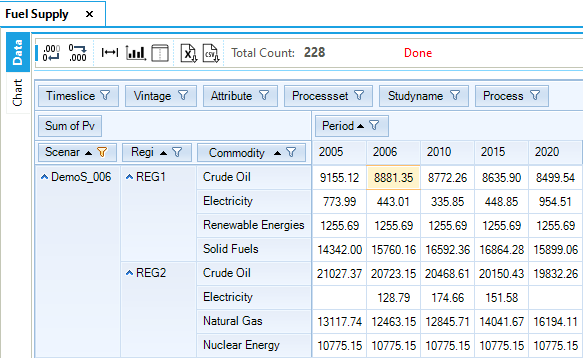 Fuel Supply x
Data
Chart
.000 .000 X CSV Total Count: 228 Done
Timeslice Vintage Attribute Processset Studyname Process
Sum of Pv Period
Scenar Regi Commodity 2005 2006 2010 2015 2020
DemoS_006 REG1 Crude Oil 9155.12 8881.35 8772.26 8635.90 8499.54
Electricity 773.99 443.01 335.85 448.85 954.51
Renewable Energies 1255.69 1255.69 1255.69 1255.69 1255.69
Solid Fuels 14342.00 15760.16 16592.36 16864.28 15899.06
REG2 Crude Oil 21027.37 20723.15 20468.61 20150.43 19832.26
Electricity 128.79 174.66 151.58
Natural Gas 13117.74 12463.15 12845.71 14041.67 16194.11
Nuclear Energy 10775.15 10775.15 10775.15 10775.15 10775.15